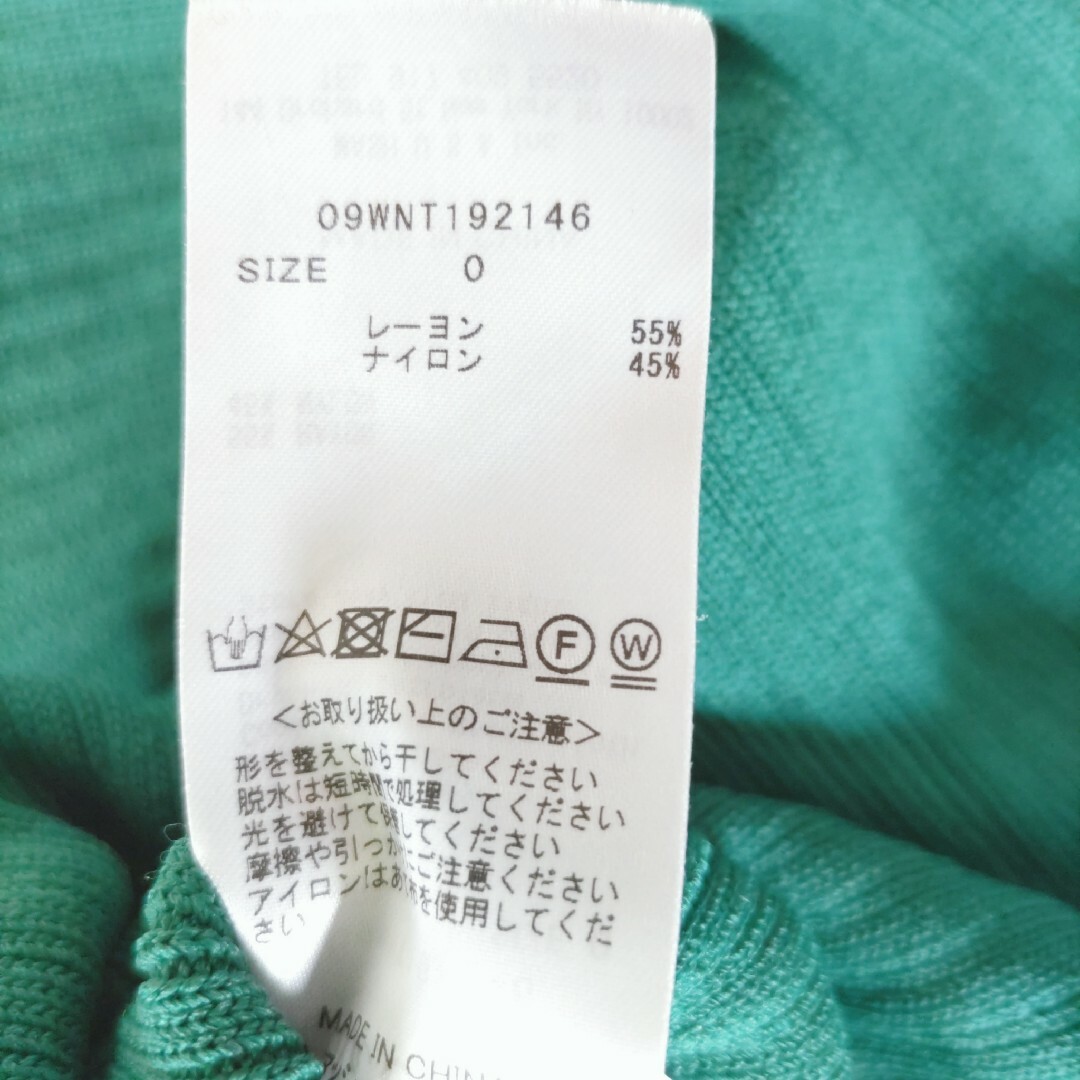 09WNT192146
SIZE 0
レーヨン 55%
ナイロン 45%
F W
<お取り扱い上のご注意>
形を整えてから干してください
脱水は短時間で処理してください
光を避けて保管してください
摩擦や引っかけにご注意ください
アイロンはあて布を使用してくだ
さい
MADE IN CHINA